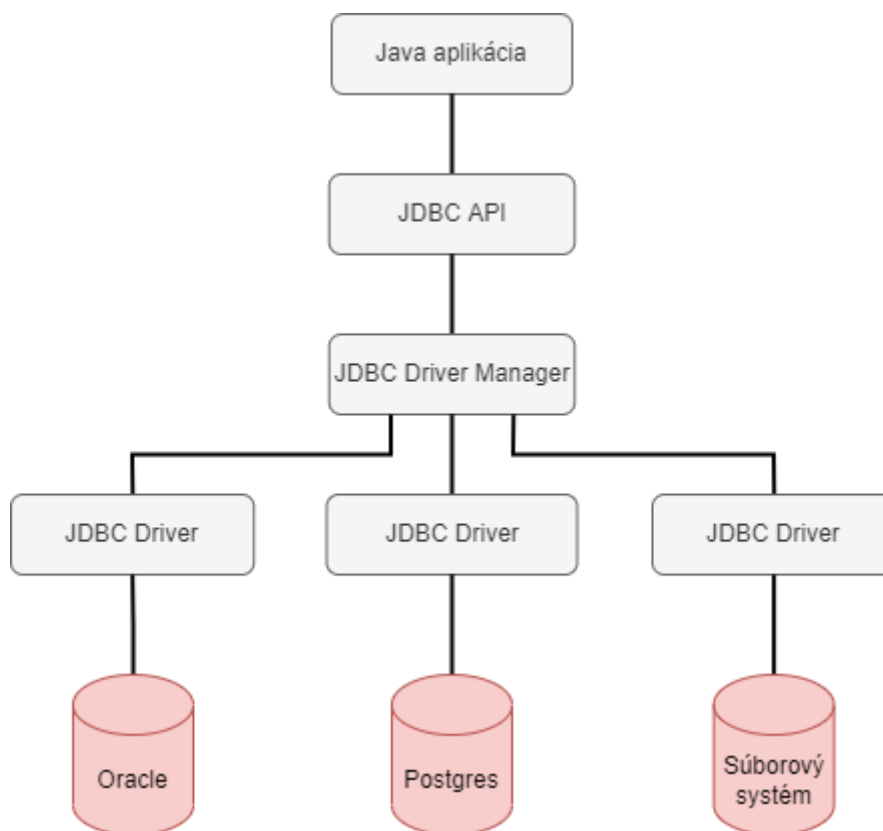 Java aplikácia
JDBC API
JDBC Driver Manager
JDBC Driver
JDBC Driver
JDBC Driver
Oracle
Postgres
Súborový
systém